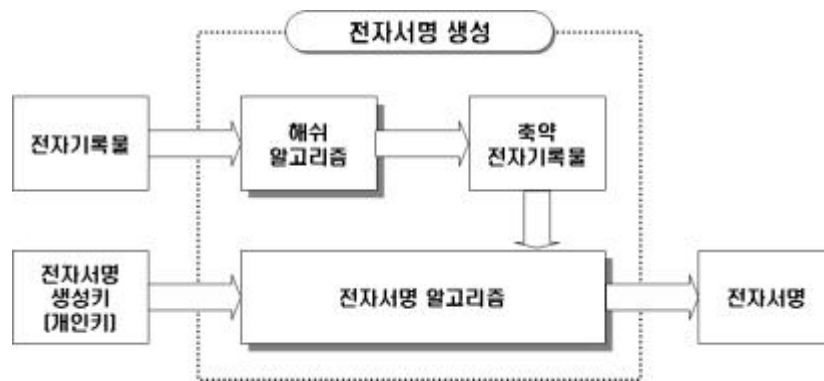 전자서명 생성
전자기록물
해쉬
알고리즘
축약
전자기록물
전자서명
생성키
(개인키)
전자서명 알고리즘
전자서명